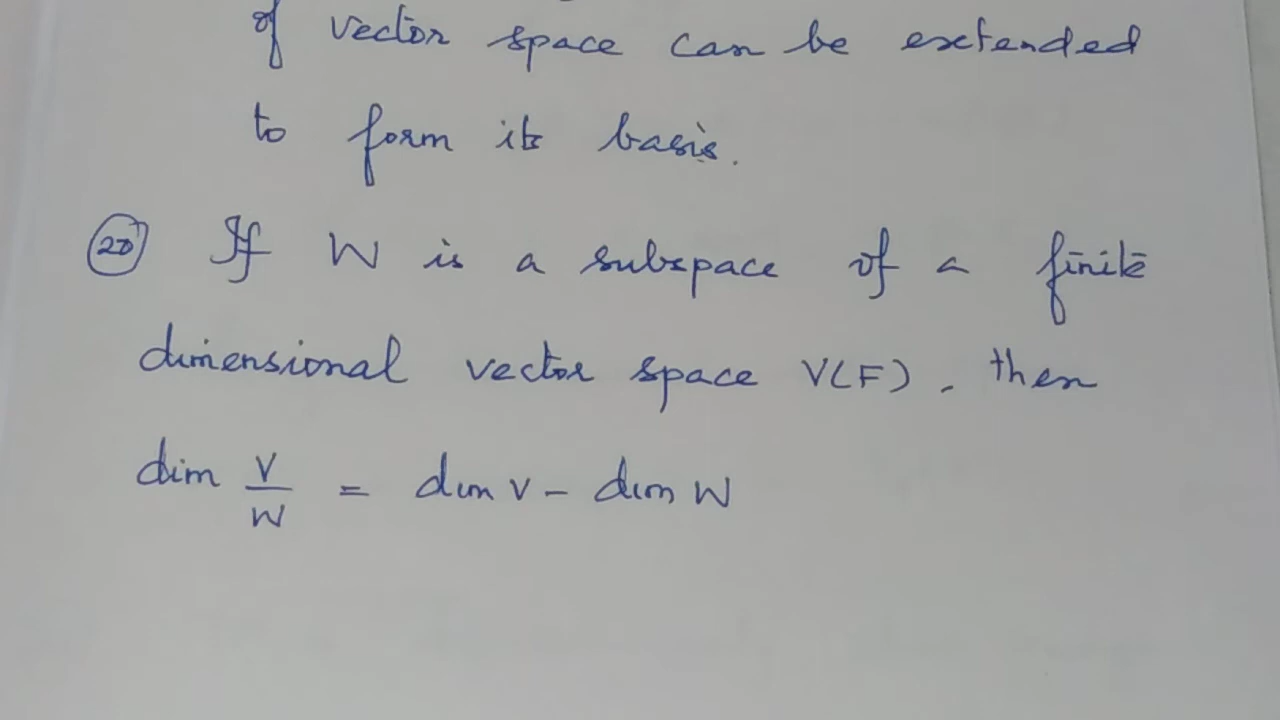 of vector space can be extended
to form its basis.
20 If W is a subspace of a finite
dimensional vector space V(F). then
dim V/W = dim V - dim W